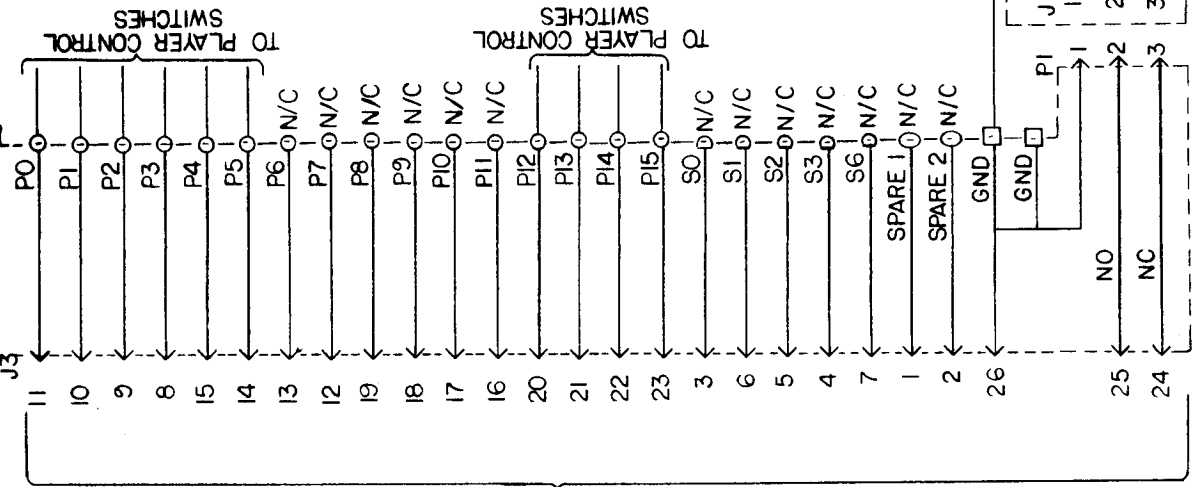 TO PLAYER CONTROL
SWITCHES
TO PLAYER CONTROL
SWITCHES
J
1
2
3
P1
1
2
3
P0
P1
P2
P3
P4
P5
P6 N/C
P7 N/C
P8 N/C
P9 N/C
P10 N/C
P11 N/C
P12
P13
P14
P15
S0 N/C
S1 N/C
S2 N/C
S3 N/C
S6 N/C
SPARE 1 N/C
SPARE 2 N/C
GND
GND
NO
NC
J3
11
10
9
8
15
14
13
12
19
18
17
16
20
21
22
23
3
6
5
4
7
1
2
26
25
24